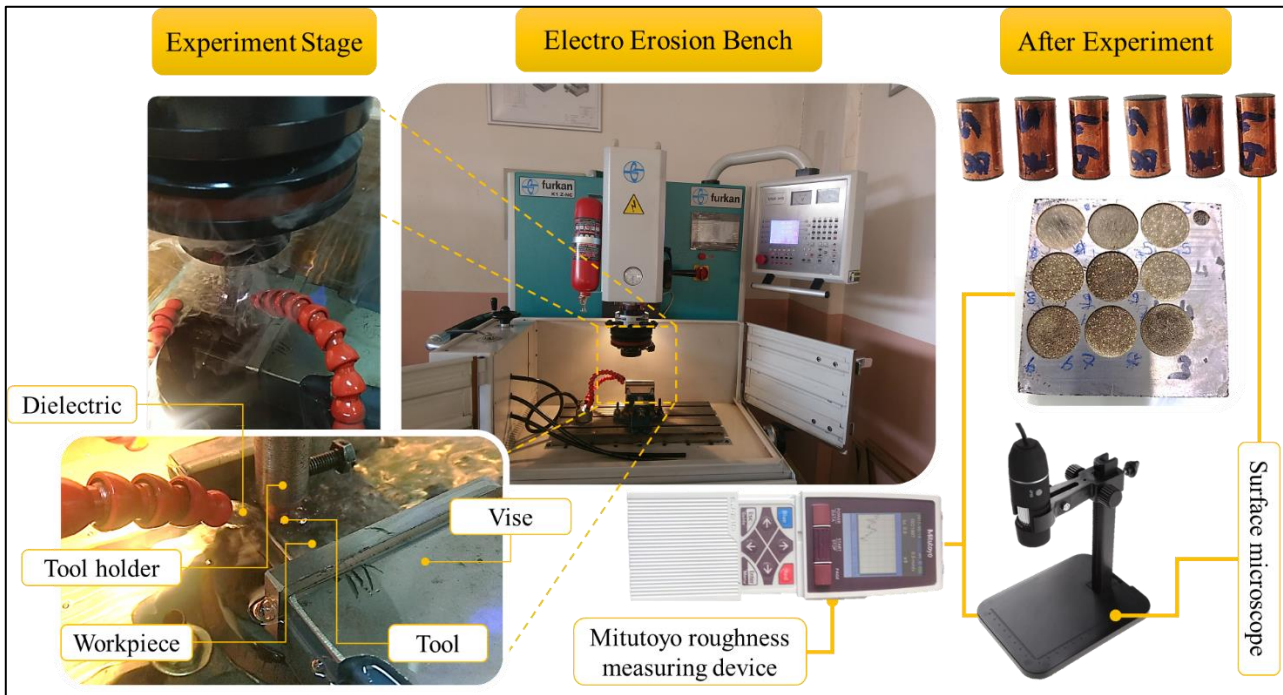 Experiment Stage
Electro Erosion Bench
After Experiment
furkan
furkan
Dielectric
Tool holder
Workpiece
Vise
Tool
Mitutoyo
Mitutoyo roughness
measuring device
Surface microscope